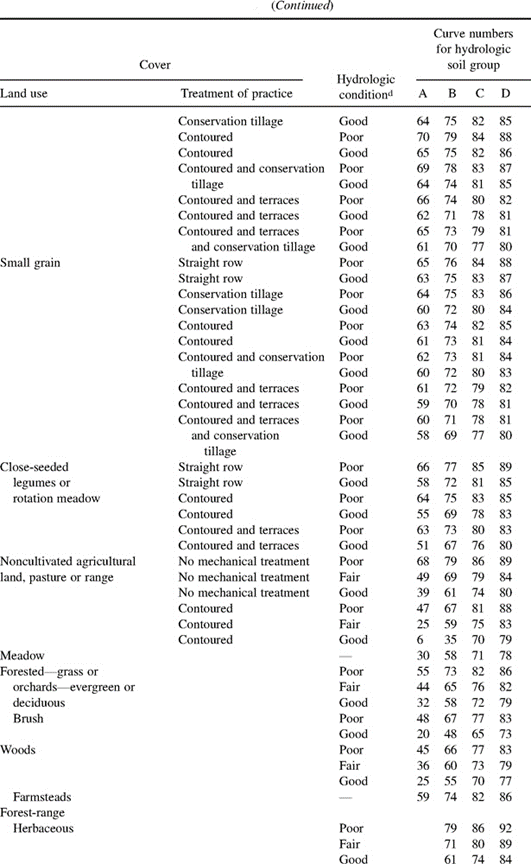 (Continued)
Curve numbers
for hydrologic
soil group
Cover
Hydrologic
conditiond
Land use Treatment of practice A B C D
Conservation tillage Good 64 75 82 85
Contoured Poor 70 79 84 88
Contoured Good 65 75 82 86
Contoured and conservation Poor 69 78 83 87
tillage Good 64 74 81 85
Contoured and terraces Poor 66 74 80 82
Contoured and terraces Good 62 71 78 81
Contoured and terraces Poor 65 73 79 81
and conservation tillage Good 61 70 77 80
Small grain Straight row Poor 65 76 84 88
Straight row Good 63 75 83 87
Conservation tillage Poor 64 75 83 86
Conservation tillage Good 60 72 80 84
Contoured Poor 63 74 82 85
Contoured Good 61 73 81 84
Contoured and conservation Poor 62 73 81 84
tillage Good 60 72 80 83
Contoured and terraces Poor 61 72 79 82
Contoured and terraces Good 59 70 78 81
Contoured and terraces Poor 60 71 78 81
and conservation Good 58 69 77 80
tillage
Close-seeded Straight row Poor 66 77 85 89
legumes or Straight row Good 58 72 81 85
rotation meadow Contoured Poor 64 75 83 85
Contoured Good 55 69 78 83
Contoured and terraces Poor 63 73 80 83
Contoured and terraces Good 51 67 76 80
Noncultivated agricultural No mechanical treatment Poor 68 79 86 89
land, pasture or range No mechanical treatment Fair 49 69 79 84
No mechanical treatment Good 39 61 74 80
Contoured Poor 47 67 81 88
Contoured Fair 25 59 75 83
Contoured Good 6 35 70 79
Meadow — 30 58 71 78
Forested—grass or Poor 55 73 82 86
orchards—evergreen or Fair 44 65 76 82
deciduous Good 32 58 72 79
Brush Poor 48 67 77 83
Good 20 48 65 73
Woods Poor 45 66 77 83
Fair 36 60 73 79
Good 25 55 70 77
Farmsteads — 59 74 82 86
Forest-range
Herbaceous Poor 79 86 92
Fair 71 80 89
Good 61 74 84